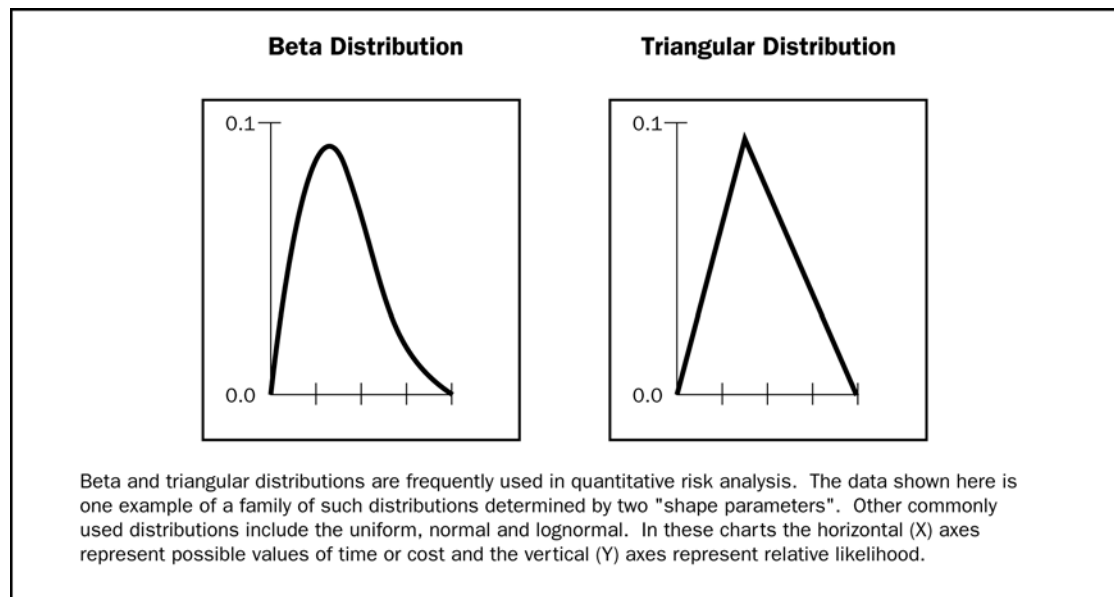 Beta Distribution
Triangular Distribution
0.1
0.0
0.1
0.0
Beta and triangular distributions are frequently used in quantitative risk analysis. The data shown here is
one example of a family of such distributions determined by two "shape parameters". Other commonly
used distributions include the uniform, normal and lognormal. In these charts the horizontal (X) axes
represent possible values of time or cost and the vertical (Y) axes represent relative likelihood.